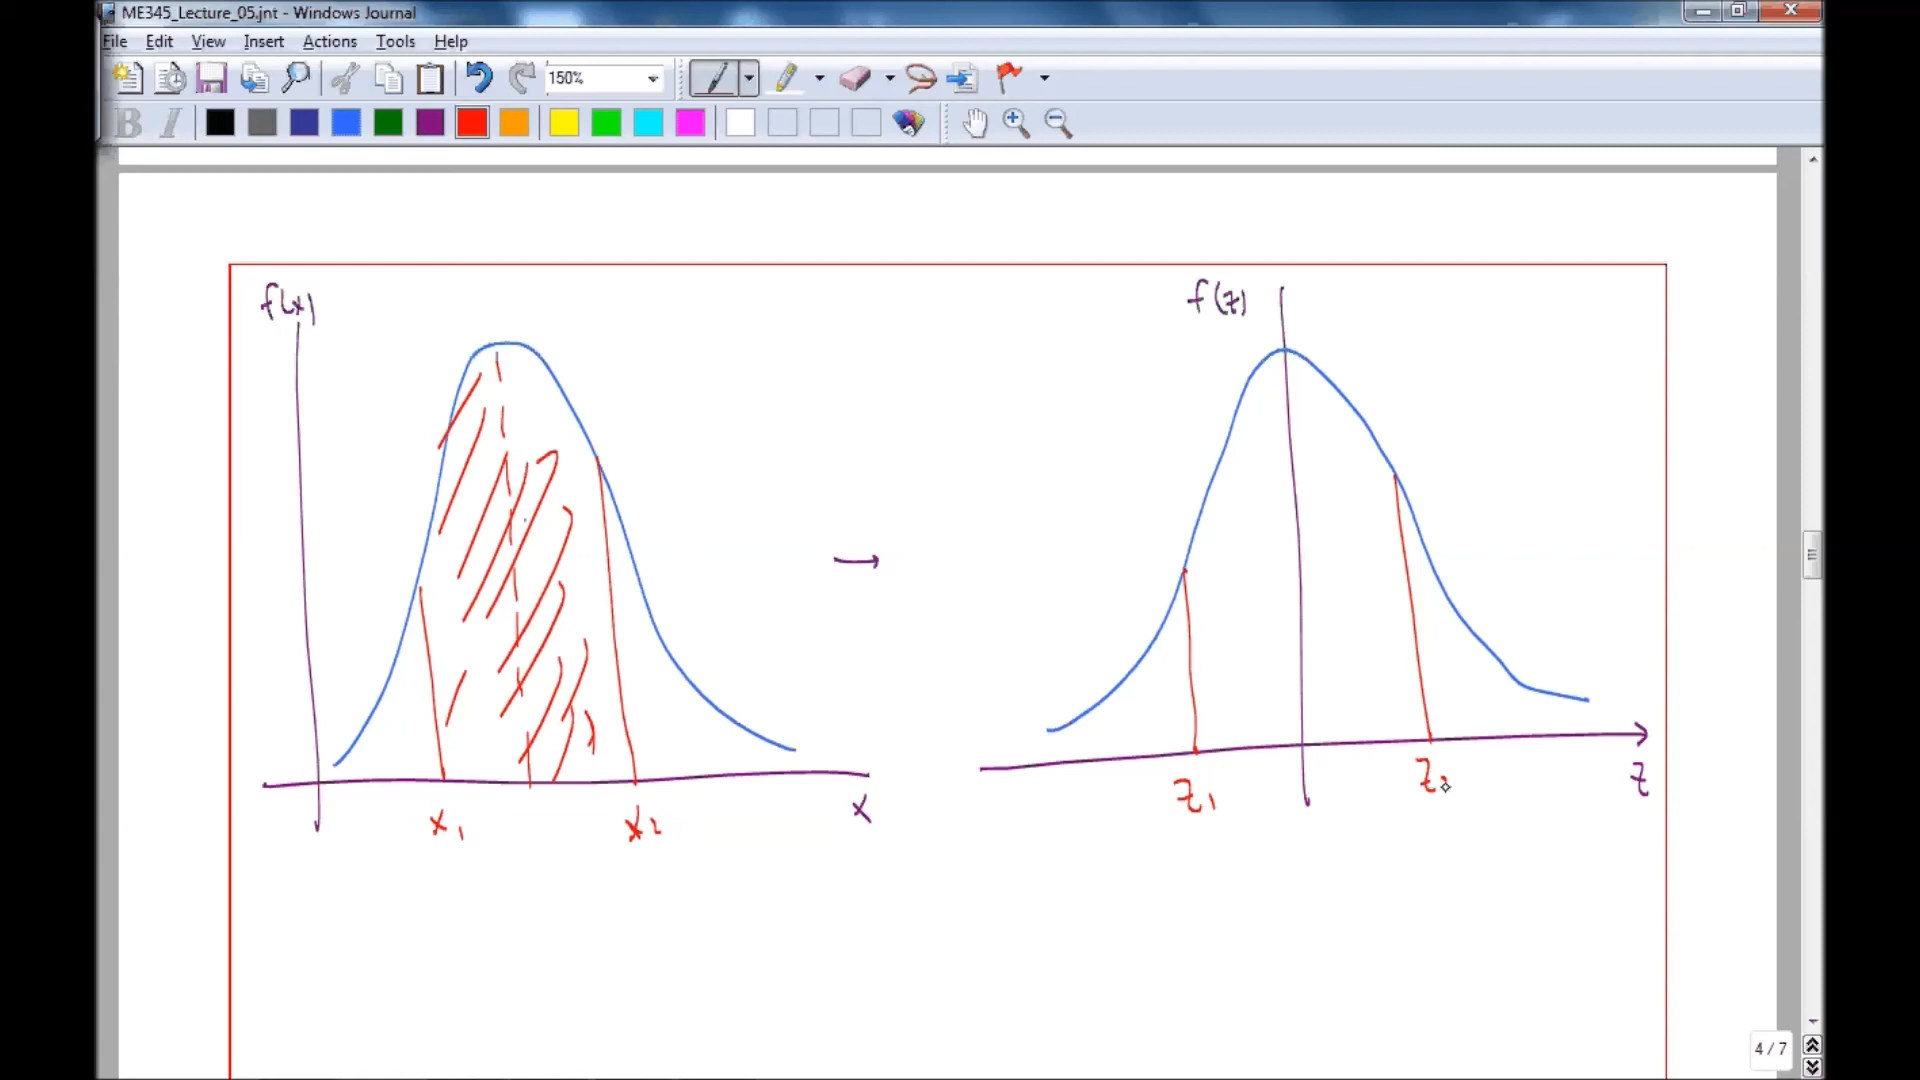 ME345_Lecture_05.jnt - Windows Journal
File Edit View Insert Actions Tools Help
150%
B I
f(x)
f(z)
x₁
x₂
x
z₁
z₂
z
4 / 7